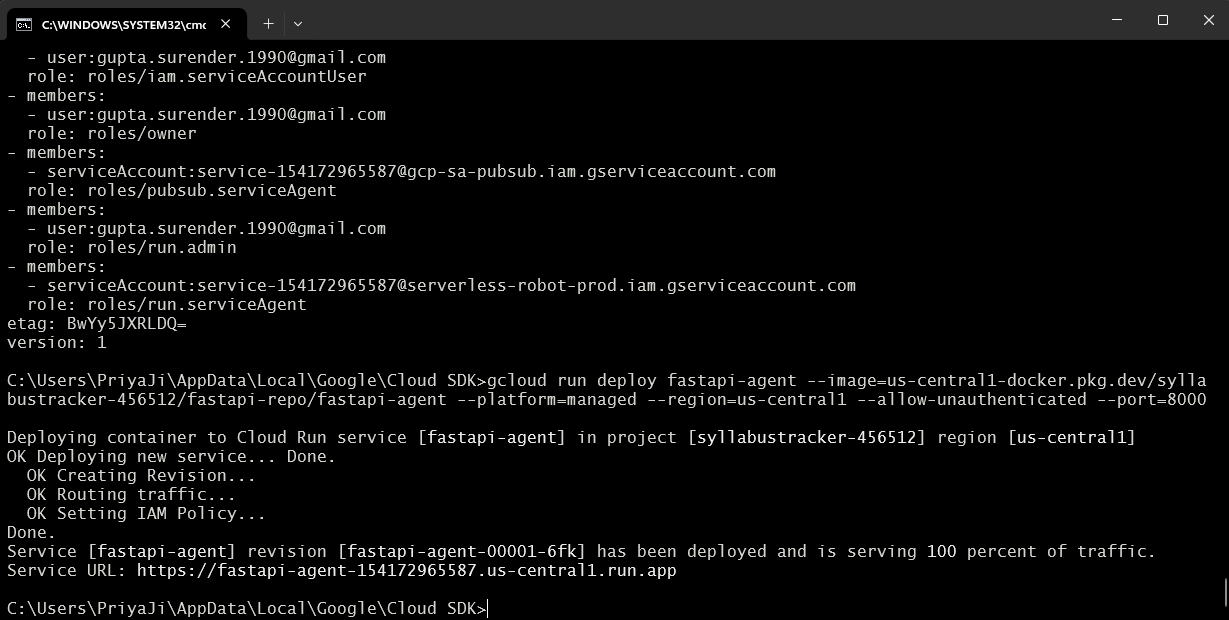 C:\WINDOWS\SYSTEM32\cmd
- user:gupta.surender.1990@gmail.com
role: roles/iam.serviceAccountUser
- members:
- user:gupta.surender.1990@gmail.com
role: roles/owner
- members:
- serviceAccount:service-154172965587@gcp-sa-pubsub.iam.gserviceaccount.com
role: roles/pubsub.serviceAgent
- members:
- user:gupta.surender.1990@gmail.com
role: roles/run.admin
- members:
- serviceAccount:service-154172965587@serverless-robot-prod.iam.gserviceaccount.com
role: roles/run.serviceAgent
etag: BwYy5JXRLDQ=
version: 1
C:\Users\PriyaJi\AppData\Local\Google\Cloud SDK>gcloud run deploy fastapi-agent --image=us-central1-docker.pkg.dev/sylla
bustracker-456512/fastapi-repo/fastapi-agent --platform=managed --region=us-central1 --allow-unauthenticated --port=8000
Deploying container to Cloud Run service [fastapi-agent] in project [syllabustracker-456512] region [us-central1]
OK Deploying new service... Done.
OK Creating Revision...
OK Routing traffic...
OK Setting IAM Policy...
Done.
Service [fastapi-agent] revision [fastapi-agent-00001-6fk] has been deployed and is serving 100 percent of traffic.
Service URL: https://fastapi-agent-154172965587.us-central1.run.app
C:\Users\PriyaJi\AppData\Local\Google\Cloud SDK>